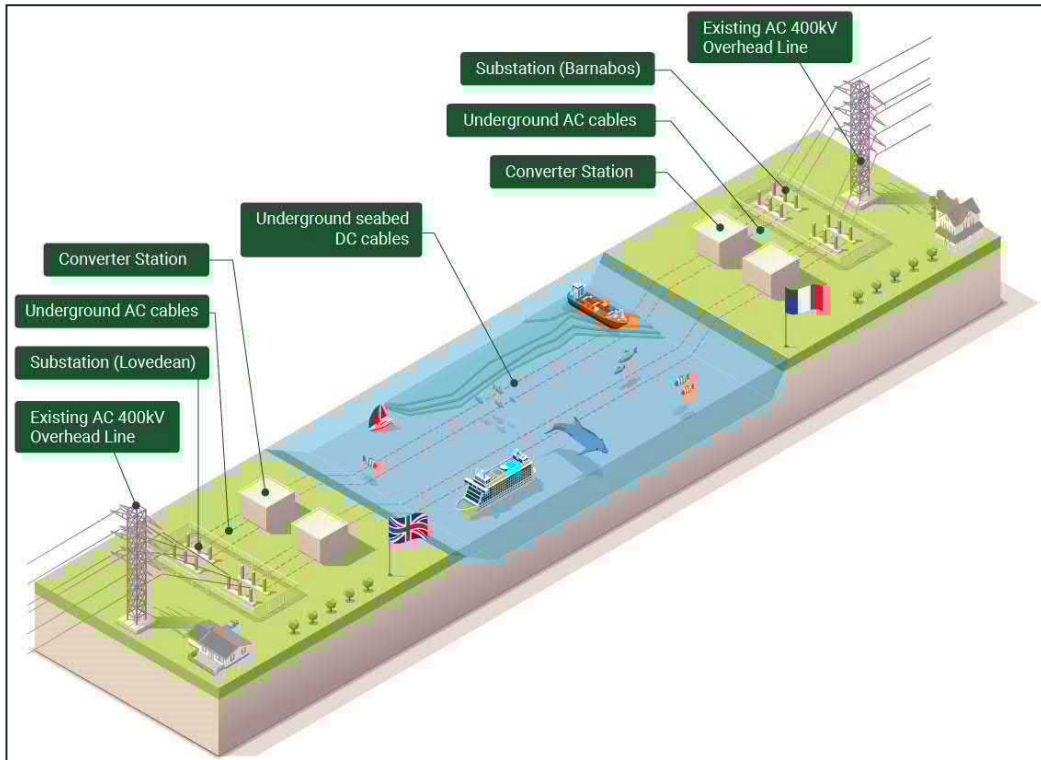 Existing AC 400kV
Overhead Line
Substation (Barnabos)
Underground AC cables
Converter Station
Underground seabed
DC cables
Converter Station
Underground AC cables
Substation (Lovedean)
Existing AC 400kV
Overhead Line